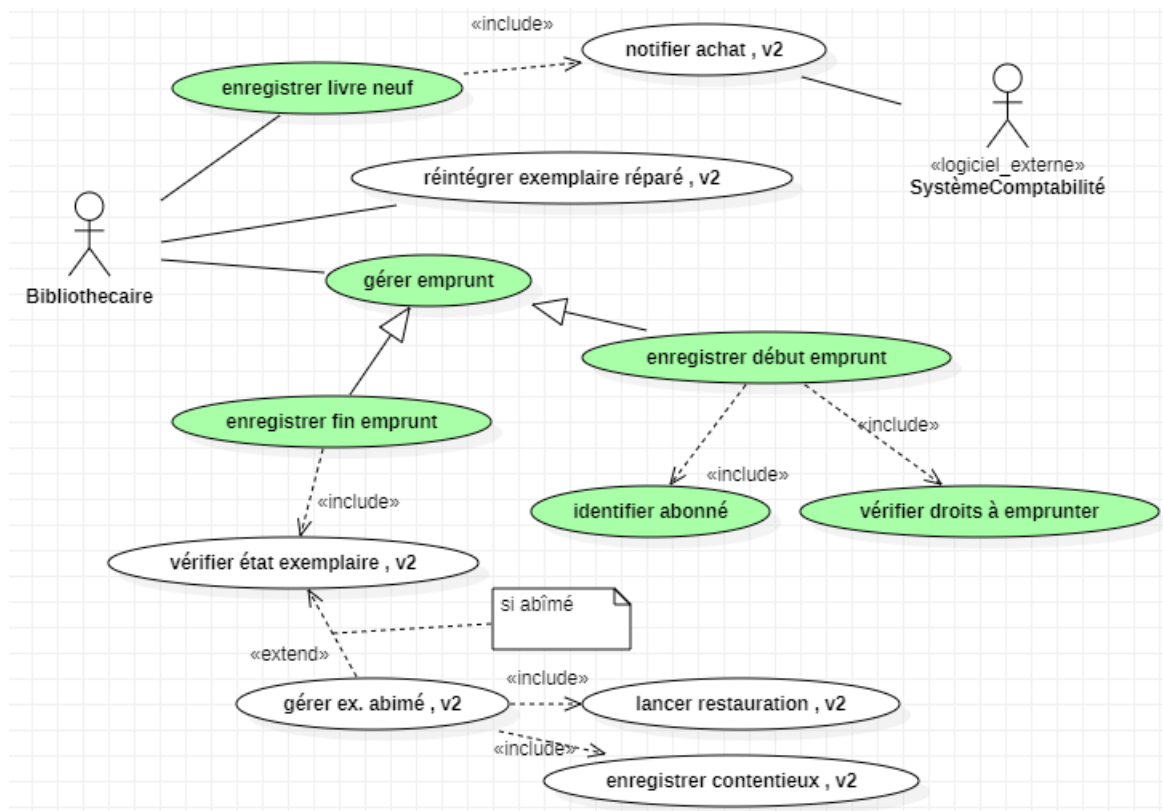 «include»
notifier achat , v2
enregistrer livre neuf
«logiciel_externe»
SystèmeComptabilité
réintégrer exemplaire réparé , v2
Bibliothecaire
gérer emprunt
enregistrer début emprunt
enregistrer fin emprunt
«include»
«include»
«include»
identifier abonné
vérifier droits à emprunter
vérifier état exemplaire , v2
si abîmé
«extend»
«include»
gérer ex. abimé , v2
lancer restauration , v2
«include»
enregistrer contentieux , v2